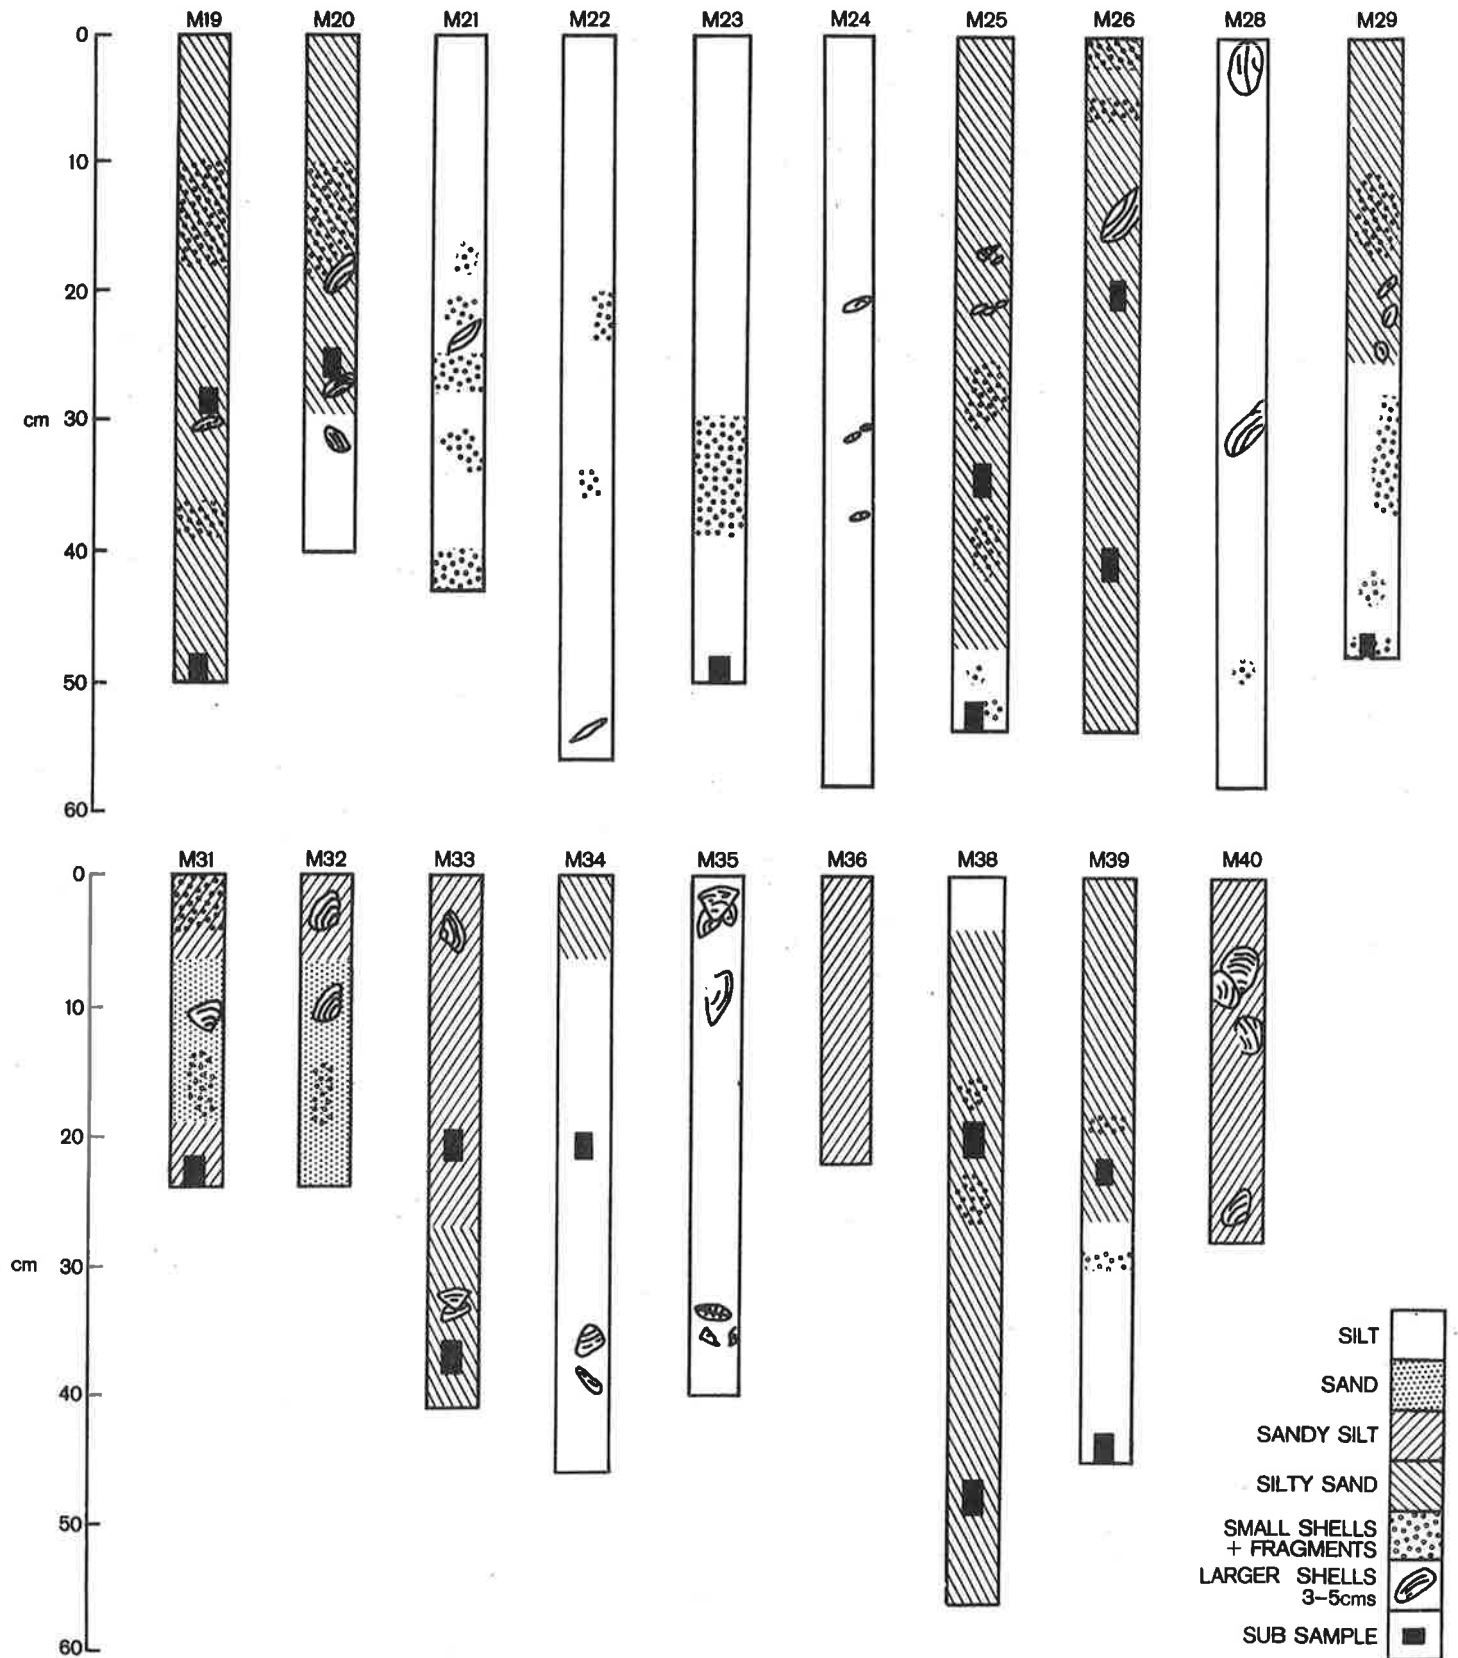 M19 M20 M21 M22 M23 M24 M25 M26 M28 M29
0
10
20
cm 30
40
50
60
M31 M32 M33 M34 M35 M36 M38 M39 M40
0
10
20
cm 30
40
50
60
SILT
SAND
SANDY SILT
SILTY SAND
SMALL SHELLS
+ FRAGMENTS
LARGER SHELLS
3-5cms
SUB SAMPLE